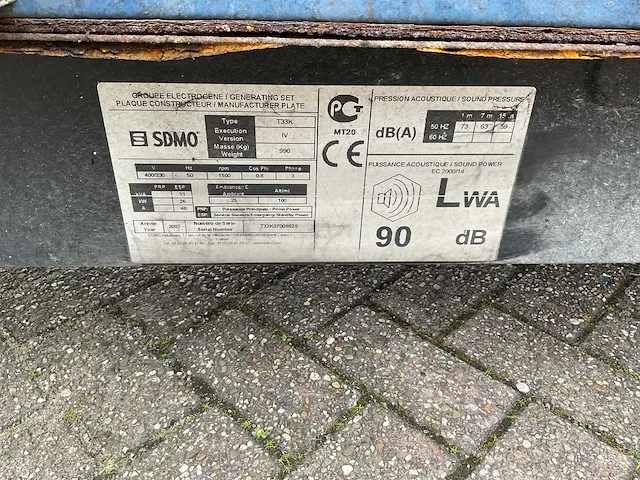 GROUPE ELECTROGENE / GENERATING SET
PLAQUE CONSTRUCTEUR / MANUFACTURER PLATE
SDMO
Type T33K
Execution Version IV
Masse (Kg) Weight 990
V Hz rpm Cos Phi Phase
400/230 50 1500 0.8 3
PRP ESP
kVA 33
kW 26
A 48
Ambiance/ C Ambiant Altim
25 100
PRP Puissance Principale / Prime Power
ESP Service Secours/Emergency Standby Power
Année Year 2007
Numéro de Série Serial Number
France
PCT
MT20
CE
PRESSION ACOUSTIQUE / SOUND PRESSURE
dB(A)
1 m 7 m 15 m
50 HZ 73 63 59
60 HZ
PUISSANCE ACOUSTIQUE / SOUND POWER
EC 2000/14
LWA
90 dB